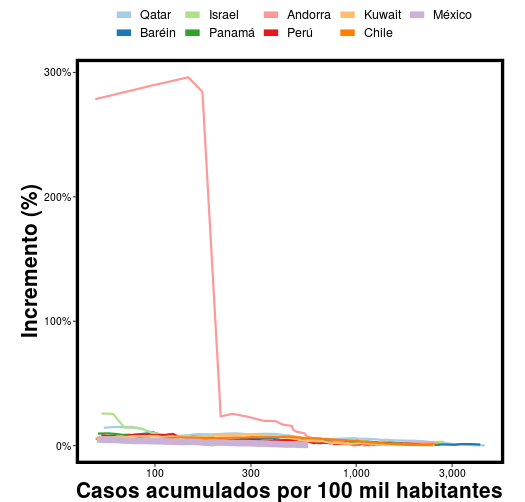 Qatar Israel Andorra Kuwait México
Baréin Panamá Perú Chile
300%
200%
100%
0%
Incremento (%)
100 300 1,000 3,000
Casos acumulados por 100 mil habitantes